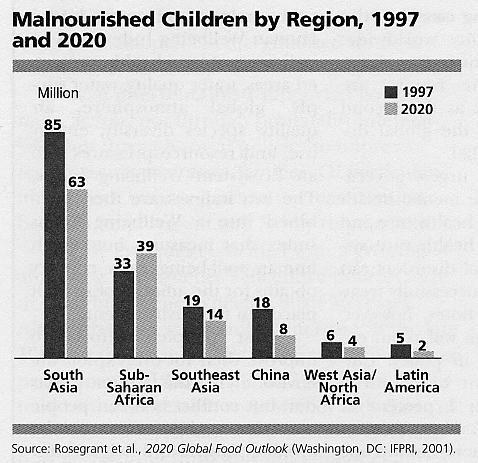 Malnourished Children by Region, 1997
and 2020
Million
1997
2020
85
63
33
39
19
14
18
8
6
4
5
2
South
Asia
Sub-
Saharan
Africa
Southeast
Asia
China
West Asia/
North
Africa
Latin
America
Source: Rosegrant et al., 2020 Global Food Outlook (Washington, DC: IFPRI, 2001).